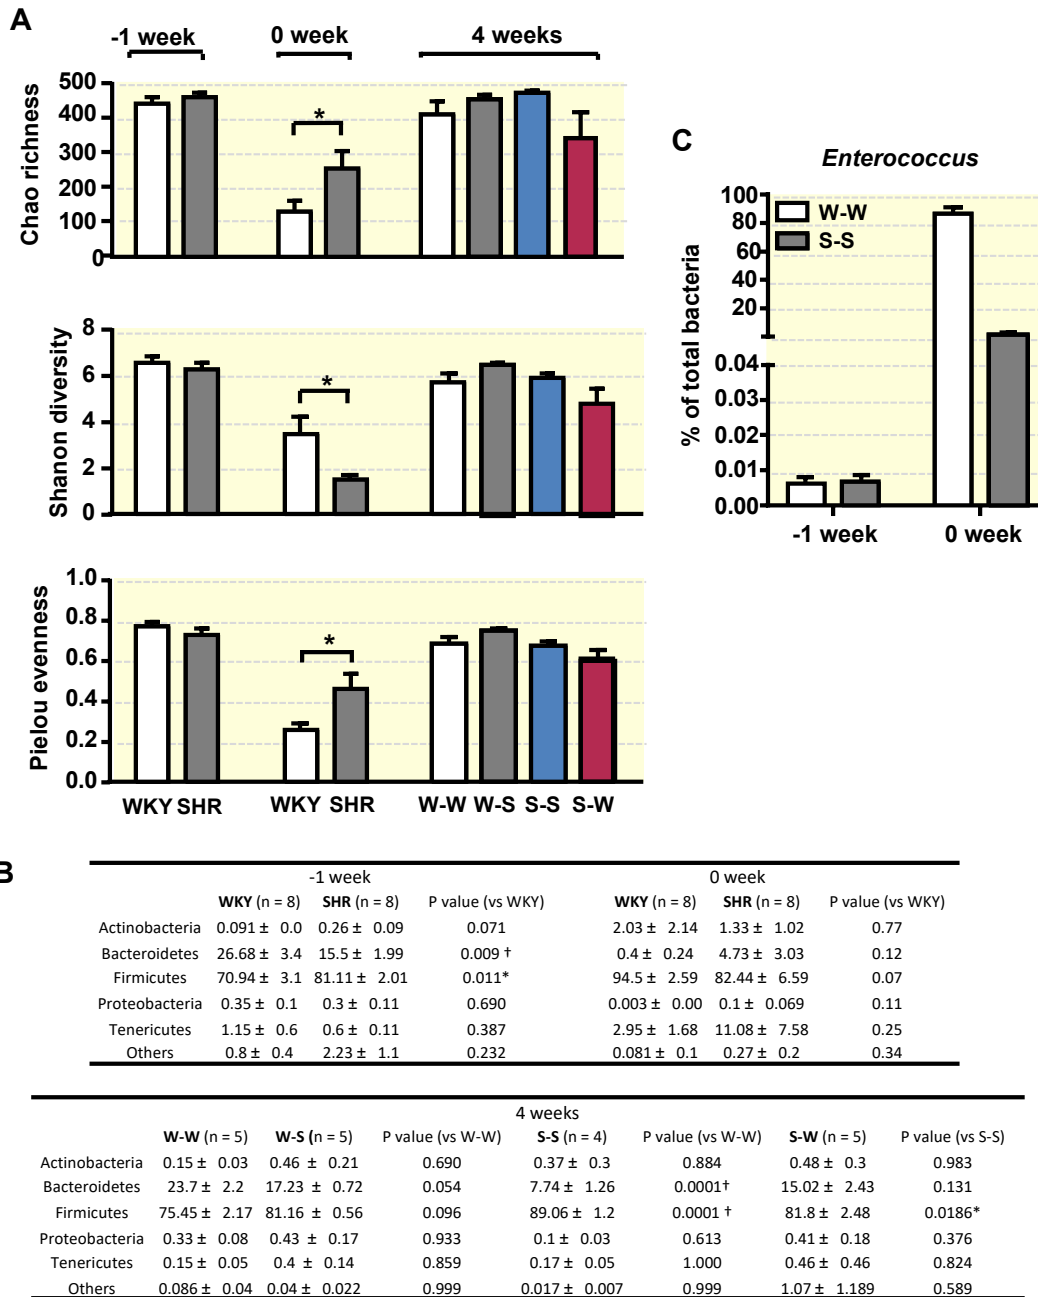 A
-1 week 0 week 4 weeks
Chao richness
500
400
300
200
100
0
*
Shanon diversity
8
6
4
2
0
*
Pielou evenness
1.0
0.8
0.6
0.4
0.2
0.0
*
WKY SHR WKY SHR W-W W-S S-S S-W
C
Enterococcus
% of total bacteria
100
80
60
40
20
0.04
0.03
0.02
0.01
0.00
W-W
S-S
-1 week 0 week
B
-1 week 0 week
WKY (n = 8) SHR (n = 8) P value (vs WKY) WKY (n = 8) SHR (n = 8) P value (vs WKY)
Actinobacteria 0.091 ± 0.0 0.26 ± 0.09 0.071 2.03 ± 2.14 1.33 ± 1.02 0.77
Bacteroidetes 26.68 ± 3.4 15.5 ± 1.99 0.009 † 0.4 ± 0.24 4.73 ± 3.03 0.12
Firmicutes 70.94 ± 3.1 81.11 ± 2.01 0.011* 94.5 ± 2.59 82.44 ± 6.59 0.07
Proteobacteria 0.35 ± 0.1 0.3 ± 0.11 0.690 0.003 ± 0.00 0.1 ± 0.069 0.11
Tenericutes 1.15 ± 0.6 0.6 ± 0.11 0.387 2.95 ± 1.68 11.08 ± 7.58 0.25
Others 0.8 ± 0.4 2.23 ± 1.1 0.232 0.081 ± 0.1 0.27 ± 0.2 0.34
4 weeks
W-W (n = 5) W-S (n = 5) P value (vs W-W) S-S (n = 4) P value (vs W-W) S-W (n = 5) P value (vs S-S)
Actinobacteria 0.15 ± 0.03 0.46 ± 0.21 0.690 0.37 ± 0.3 0.884 0.48 ± 0.3 0.983
Bacteroidetes 23.7 ± 2.2 17.23 ± 0.72 0.054 7.74 ± 1.26 0.0001† 15.02 ± 2.43 0.131
Firmicutes 75.45 ± 2.17 81.16 ± 0.56 0.096 89.06 ± 1.2 0.0001 † 81.8 ± 2.48 0.0186*
Proteobacteria 0.33 ± 0.08 0.43 ± 0.17 0.933 0.1 ± 0.03 0.613 0.41 ± 0.18 0.376
Tenericutes 0.15 ± 0.05 0.4 ± 0.14 0.859 0.17 ± 0.05 1.000 0.46 ± 0.46 0.824
Others 0.086 ± 0.04 0.04 ± 0.022 0.999 0.017 ± 0.007 0.999 1.07 ± 1.189 0.589